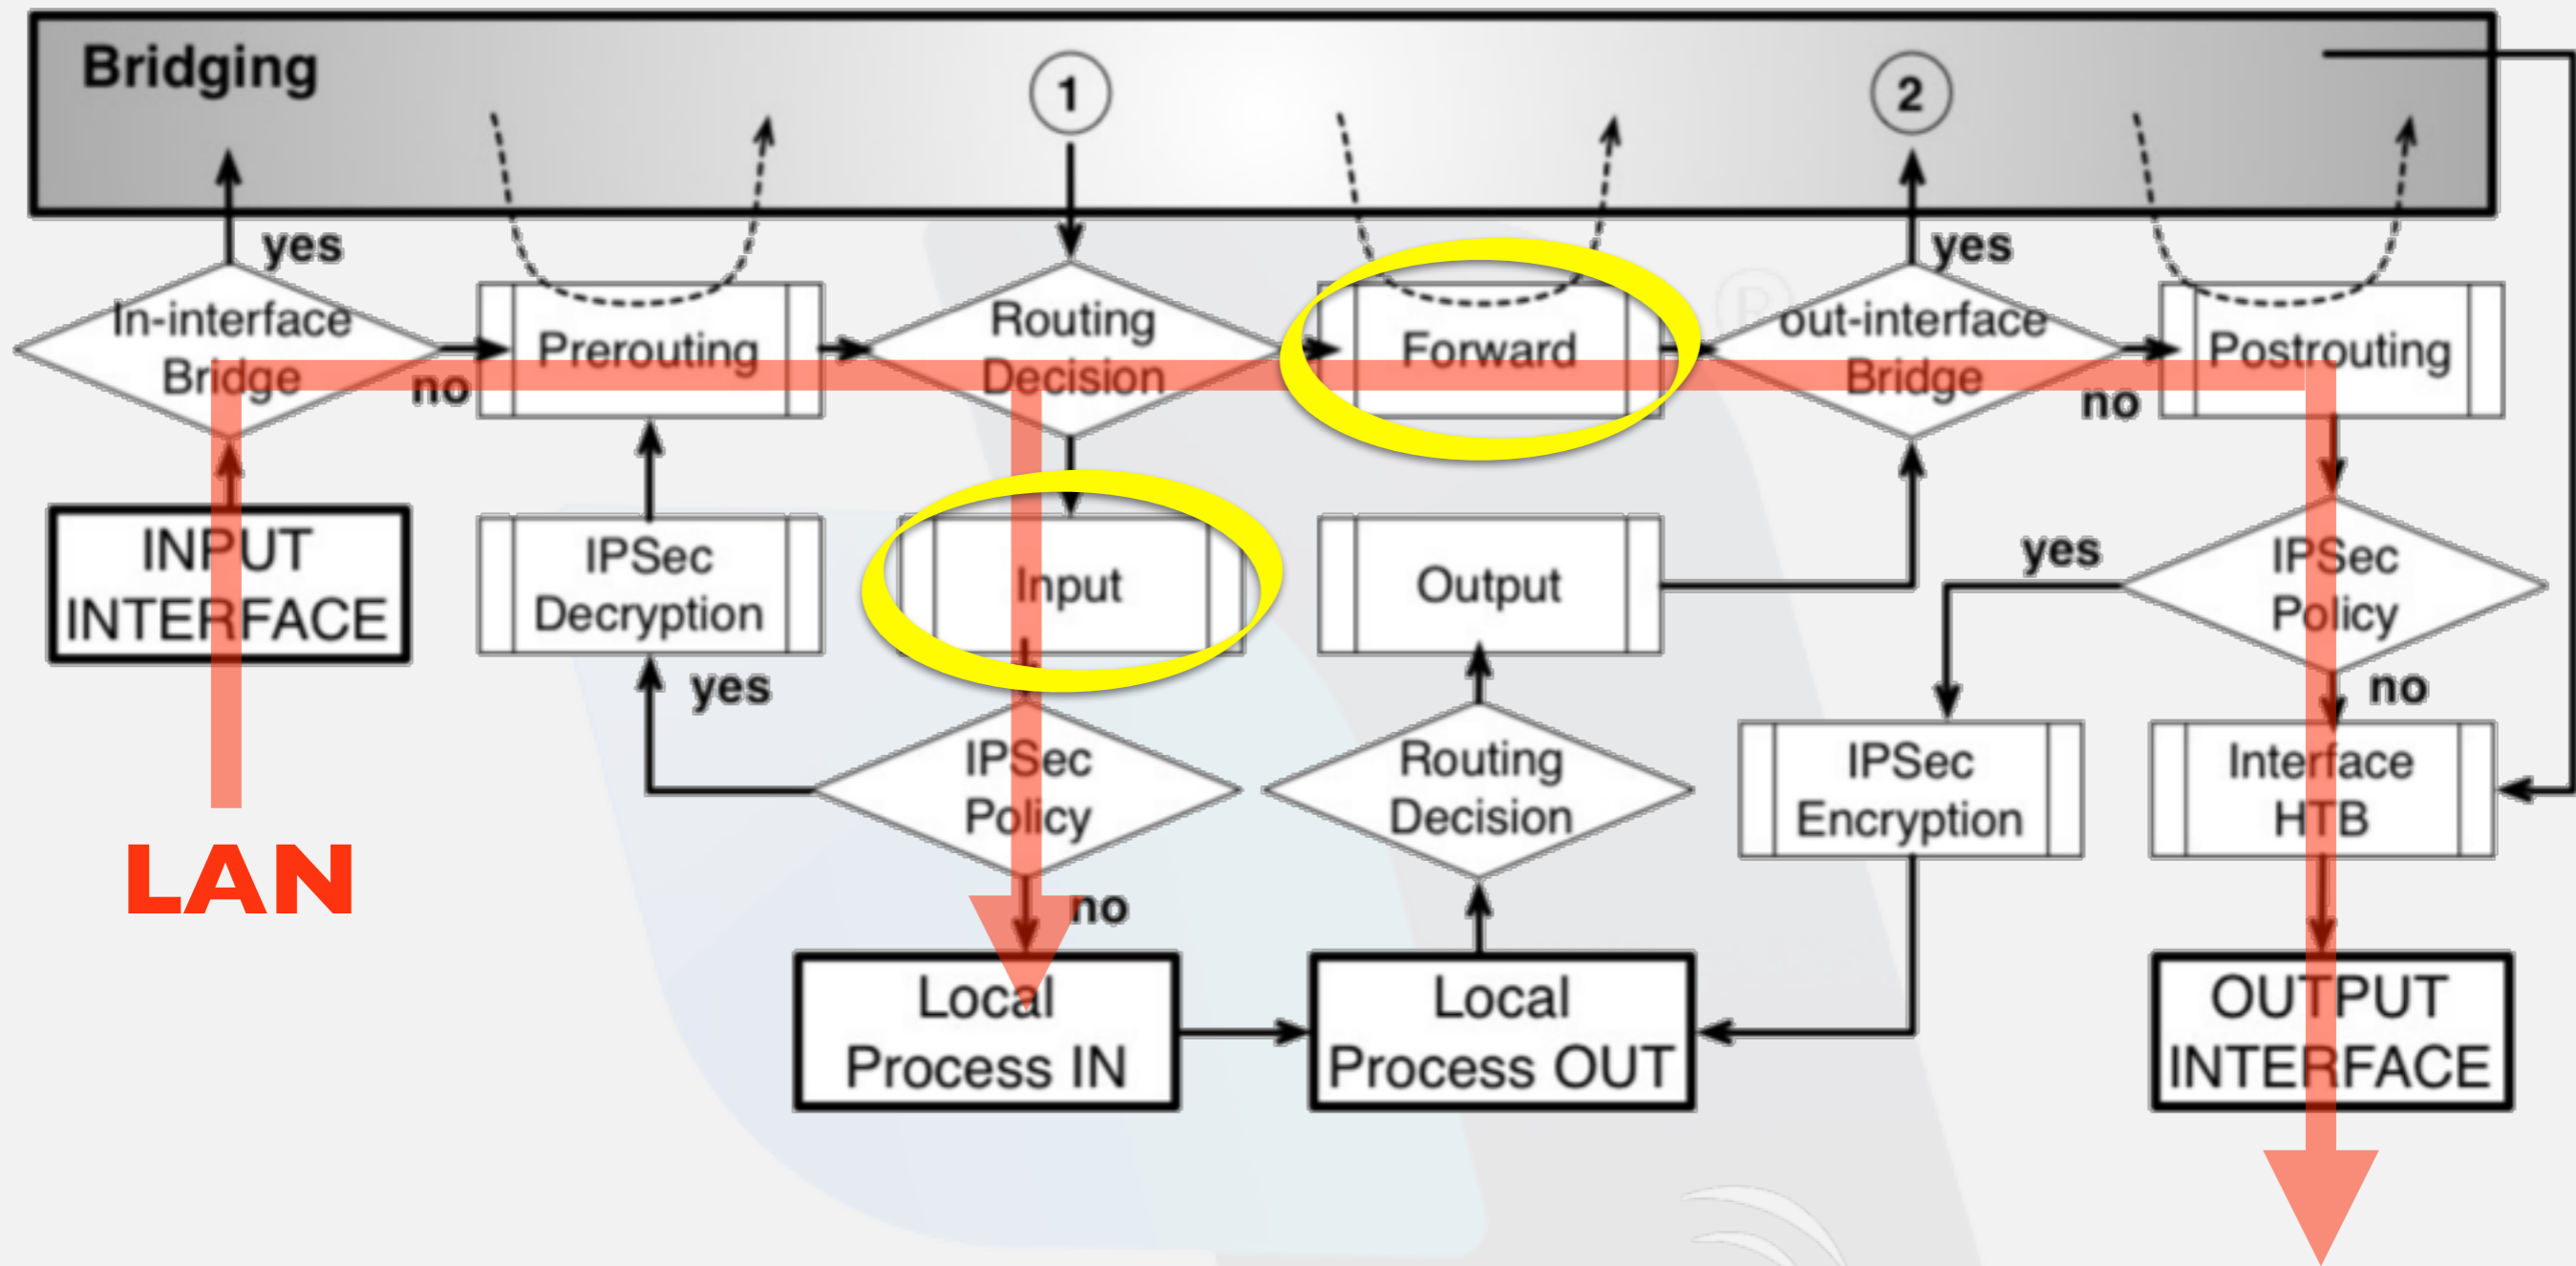 Bridging
1
2
yes
yes
In-interface
Bridge
no
Prerouting
Routing
Decision
Forward
out-interface
Bridge
no
Postrouting
®
INPUT
INTERFACE
IPSec
Decryption
yes
Input
Output
yes
IPSec
Policy
no
IPSec
Policy
no
Routing
Decision
IPSec
Encryption
Interface
HTB
LAN
Local
Process IN
Local
Process OUT
OUTPUT
INTERFACE